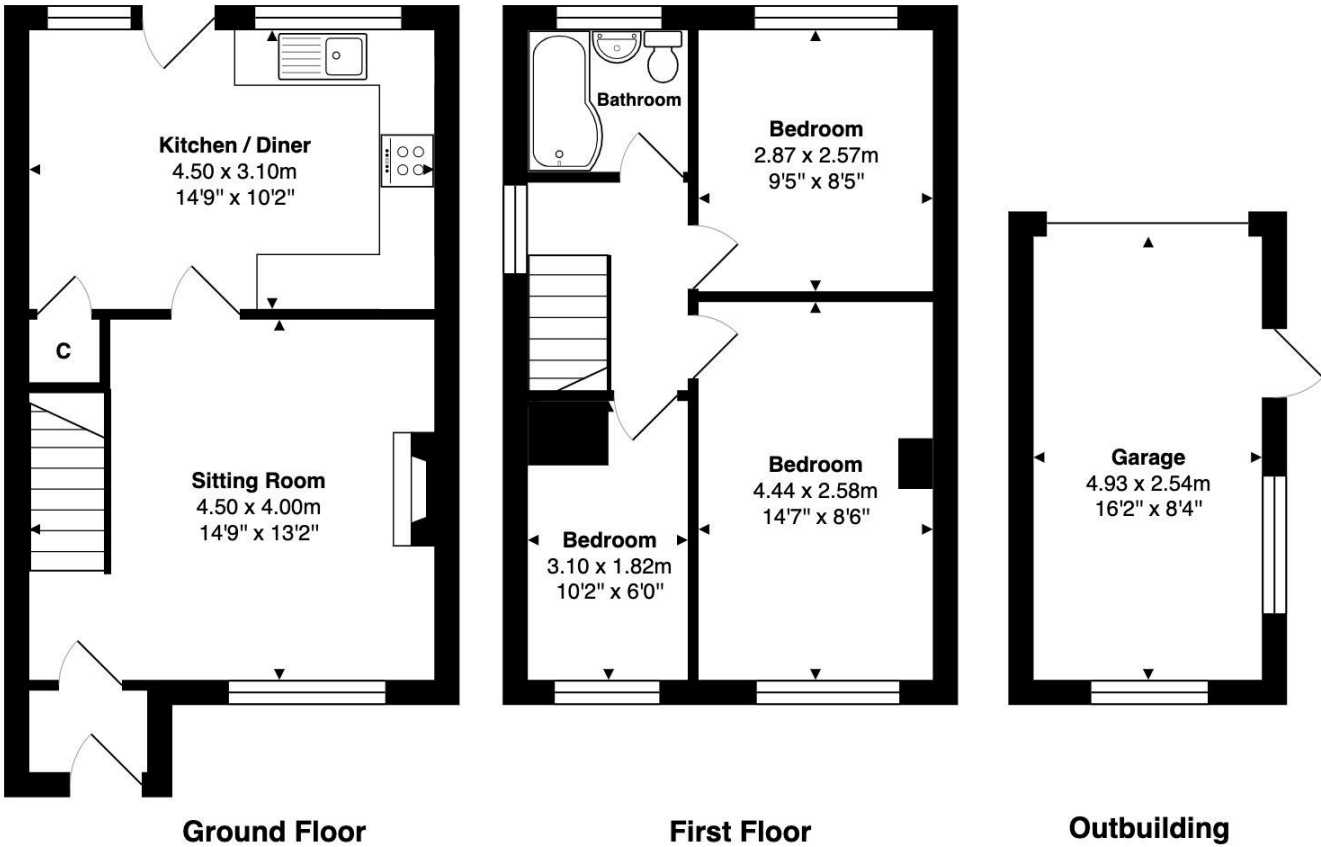 Kitchen / Diner
4.50 x 3.10m
14'9" x 10'2"
C
Sitting Room
4.50 x 4.00m
14'9" x 13'2"
Ground Floor
Bathroom
Bedroom
2.87 x 2.57m
9'5" x 8'5"
Bedroom
4.44 x 2.58m
14'7" x 8'6"
Bedroom
3.10 x 1.82m
10'2" x 6'0"
First Floor
Garage
4.93 x 2.54m
16'2" x 8'4"
Outbuilding